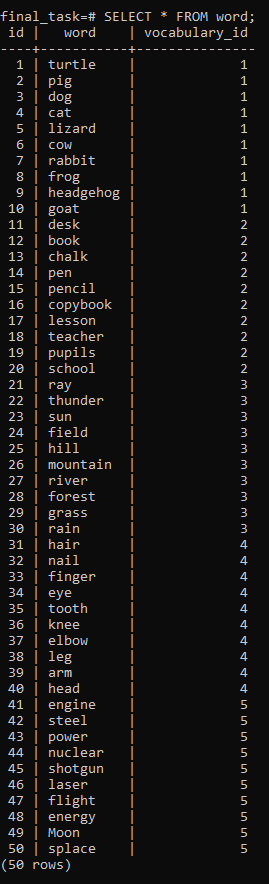 final_task=# SELECT * FROM word;
 id |   word    | vocabulary_id
----+-----------+---------------
  1 | turtle    |             1
  2 | pig       |             1
  3 | dog       |             1
  4 | cat       |             1
  5 | lizard    |             1
  6 | cow       |             1
  7 | rabbit    |             1
  8 | frog      |             1
  9 | headgehog |             1
 10 | goat      |             1
 11 | desk      |             2
 12 | book      |             2
 13 | chalk     |             2
 14 | pen       |             2
 15 | pencil    |             2
 16 | copybook  |             2
 17 | lesson    |             2
 18 | teacher   |             2
 19 | pupils    |             2
 20 | school    |             2
 21 | ray       |             3
 22 | thunder   |             3
 23 | sun       |             3
 24 | field     |             3
 25 | hill      |             3
 26 | mountain  |             3
 27 | river     |             3
 28 | forest    |             3
 29 | grass     |             3
 30 | rain      |             3
 31 | hair      |             4
 32 | nail      |             4
 33 | finger    |             4
 34 | eye       |             4
 35 | tooth     |             4
 36 | knee      |             4
 37 | elbow     |             4
 38 | leg       |             4
 39 | arm       |             4
 40 | head      |             4
 41 | engine    |             5
 42 | steel     |             5
 43 | power     |             5
 44 | nuclear   |             5
 45 | shotgun   |             5
 46 | laser     |             5
 47 | flight    |             5
 48 | energy    |             5
 49 | Moon      |             5
 50 | splace    |             5
(50 rows)